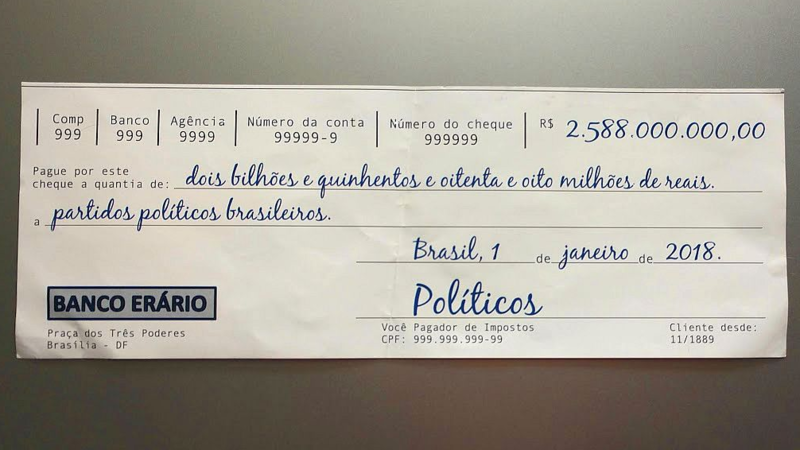 Comp Banco Agência Número da conta Número do cheque R$ 2.588.000.000,00
999 999 9999 99999-9 999999
Pague por este
cheque a quantia de: dois bilhões e quinhentos e oitenta e oito milhões de reais.
a partidos políticos brasileiros.
Brasil, 1 de janeiro de 2018.
BANCO ERÁRIO
Políticos
Praça dos Três Poderes
Brasília - DF
Você Pagador de Impostos
CPF: 999.999.999-99
Cliente desde:
11/1889